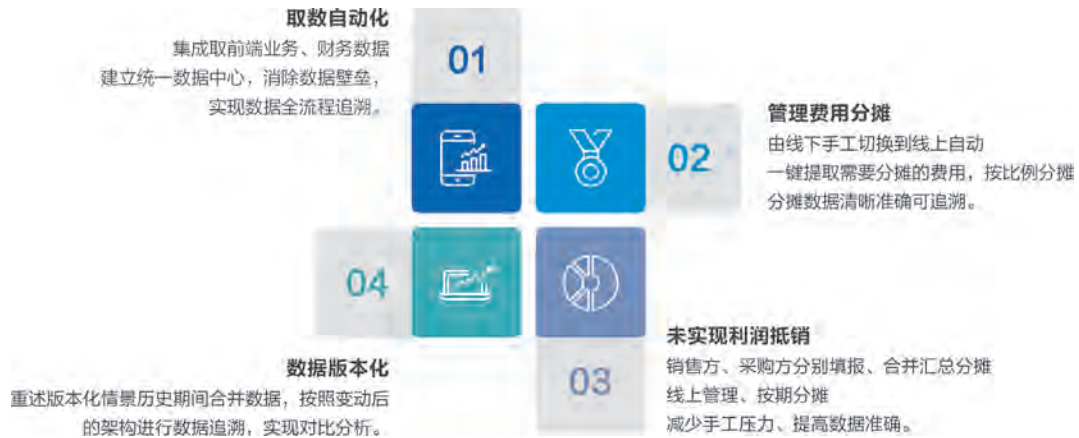 取数自动化
集成取前端业务、财务数据
建立统一数据中心，消除数据壁垒，
实现数据全流程追溯。
01
管理费用分摊
由线下手工切换到线上自动
一键提取需要分摊的费用，按比例分摊
分摊数据清晰准确可追溯。
02
未实现利润抵销
销售方、采购方分别填报、合并汇总分摊
线上管理、按期分摊
减少手工压力、提高数据准确。
03
04
数据版本化
重述版本化情景历史期间合并数据，按照变动后
的架构进行数据追溯，实现对比分析。